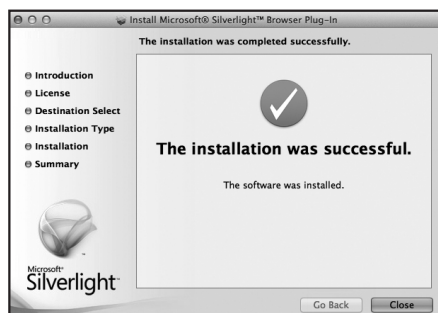 Install Microsoft® Silverlight™ Browser Plug-In
The installation was completed successfully.
Introduction
License
Destination Select
Installation Type
Installation
Summary
The installation was successful.
The software was installed.
Microsoft®
Silverlight™
Go Back
Close